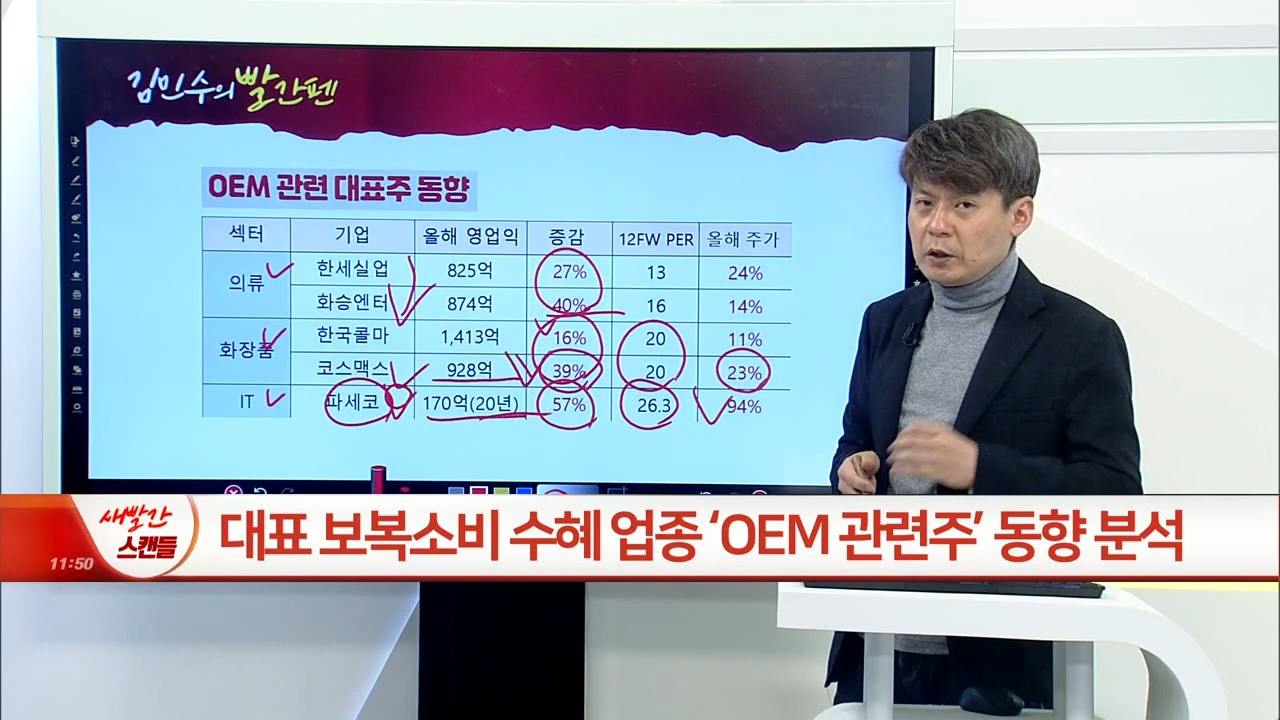 김민수의 빨간펜
OEM 관련 대표주 동향
섹터 기업 올해 영업익 증감 12FW PER 올해 주가
의류 한세실업 825억 27% 13 24%
화승엔터 874억 40% 16 14%
화장품 한국콜마 1,413억 16% 20 11%
코스맥스 928억 39% 20 23%
IT 파세코 170억(20년) 57% 26.3 94%
새빨간
스캔들
11:50
대표 보복소비 수혜 업종 ‘OEM 관련주’ 동향 분석